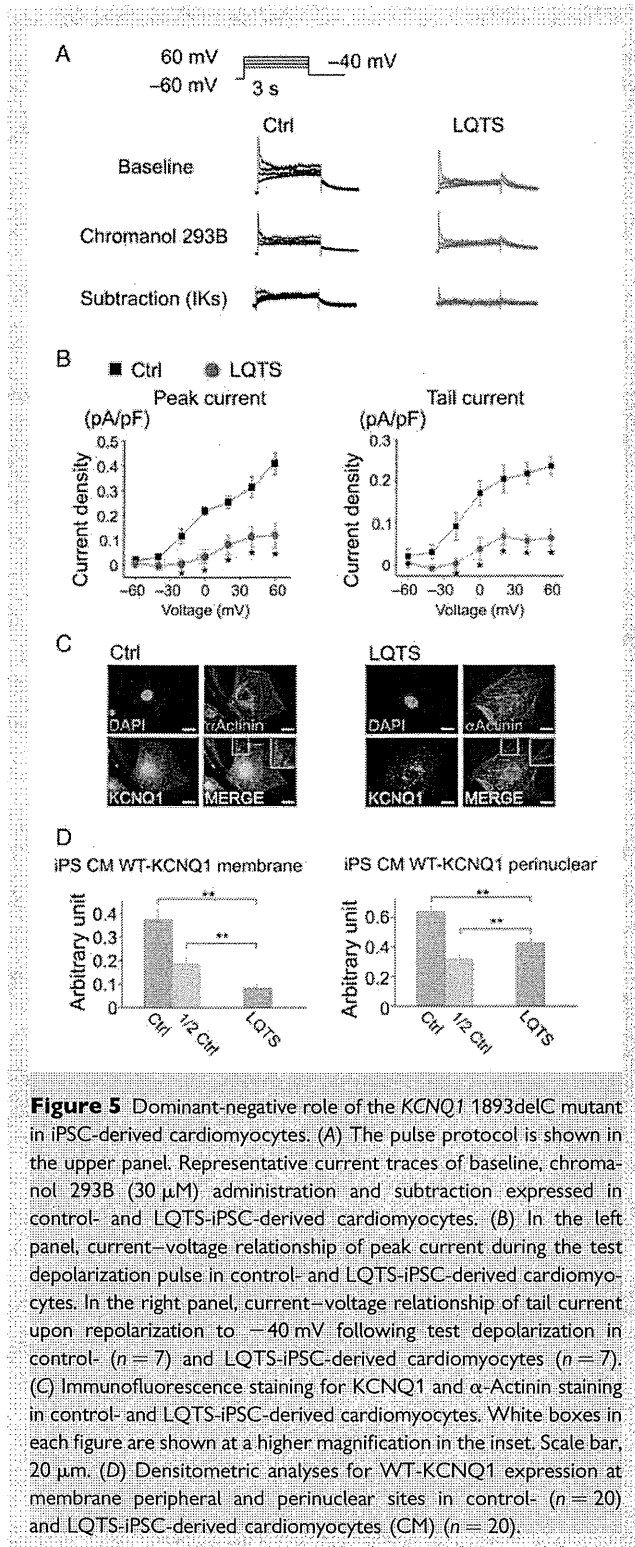 A
60 mV
−40 mV
−60 mV
3 s
Ctrl
LQTS
Baseline
Chromanol 293B
Subtraction (IKs)
B
Ctrl
LQTS
Peak current
(pA/pF)
Current density
0.5
0.4
0.3
0.2
0.1
0
−60
−30
0
30
60
Voltage (mV)
Tail current
(pA/pF)
Current density
0.3
0.2
0.1
0
−60
−30
0
30
60
Voltage (mV)
C
Ctrl
LQTS
DAPI
αActinin
DAPI
αActinin
KCNQ1
MERGE
KCNQ1
MERGE
D
iPS CM WT-KCNQ1 membrane
Arbitrary unit
0.4
0.3
0.2
0.1
0
**
**
Ctrl
1/2 Ctrl
LQTS
iPS CM WT-KCNQ1 perinuclear
Arbitrary unit
0.6
0.4
0.2
0
**
**
Ctrl
1/2 Ctrl
LQTS
Figure 5 Dominant-negative role of the KCNQ1 1893delC mutant
in iPSC-derived cardiomyocytes. (A) The pulse protocol is shown in
the upper panel. Representative current traces of baseline, chroma-
nol 293B (30 μM) administration and subtraction expressed in
control- and LQTS-iPSC-derived cardiomyocytes. (B) In the left
panel, current–voltage relationship of peak current during the test
depolarization pulse in control- and LQTS-iPSC-derived cardiomyo-
cytes. In the right panel, current–voltage relationship of tail current
upon repolarization to −40 mV following test depolarization in
control- (n = 7) and LQTS-iPSC-derived cardiomyocytes (n = 7).
(C) Immunofluorescence staining for KCNQ1 and α-Actinin staining
in control- and LQTS-iPSC-derived cardiomyocytes. White boxes in
each figure are shown at a higher magnification in the inset. Scale bar,
20 μm. (D) Densitometric analyses for WT-KCNQ1 expression at
membrane peripheral and perinuclear sites in control- (n = 20)
and LQTS-iPSC-derived cardiomyocytes (CM) (n = 20).